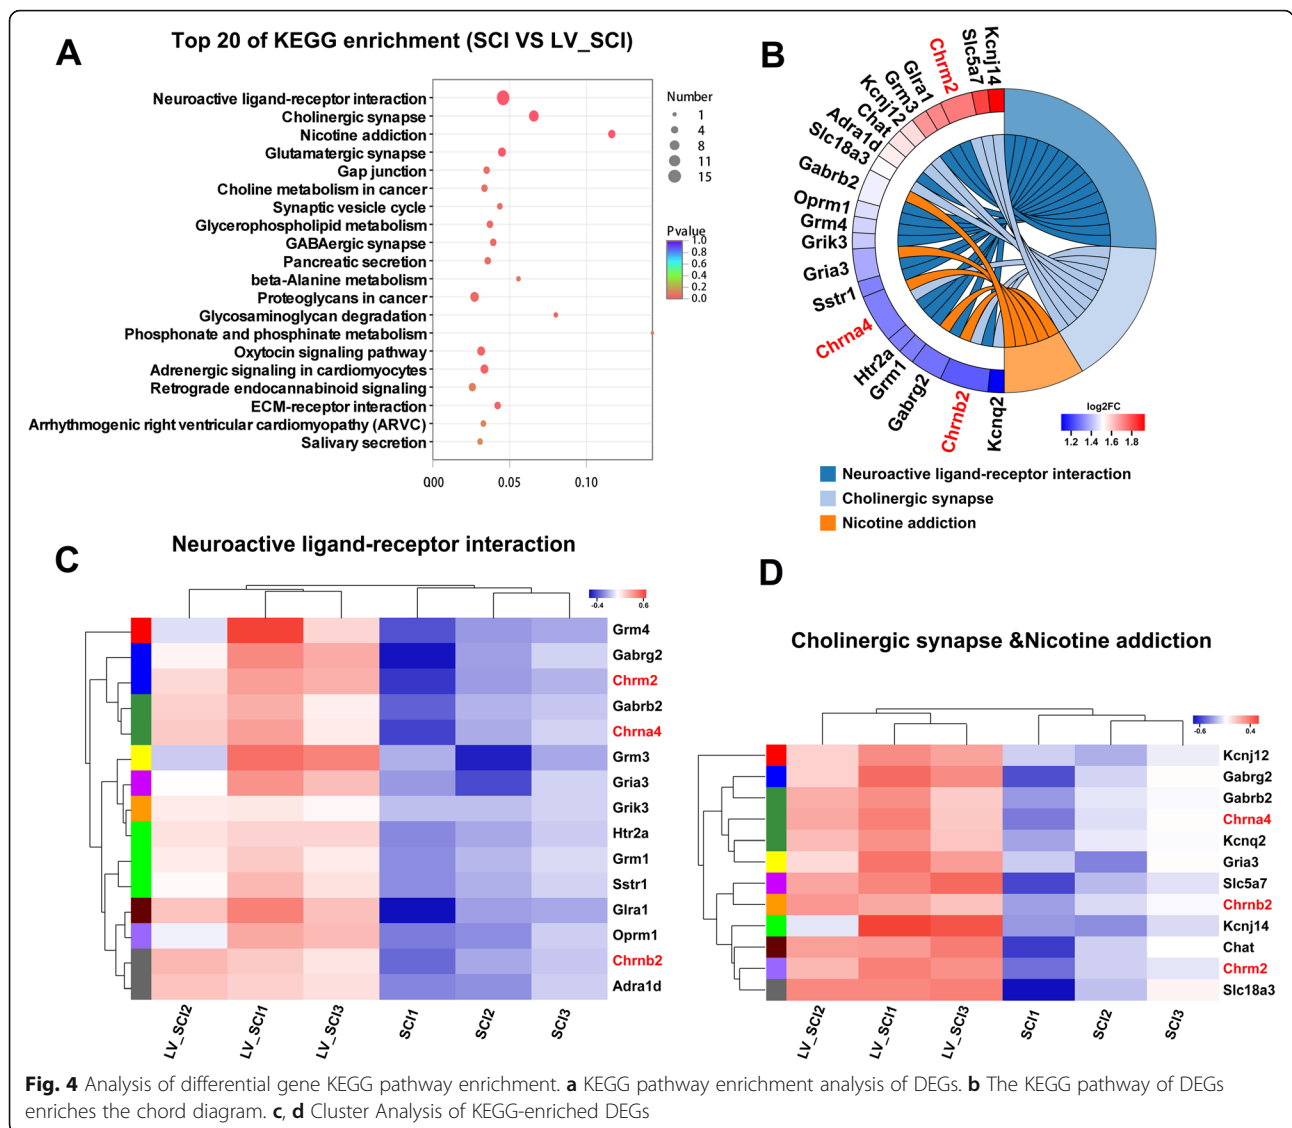 A
Top 20 of KEGG enrichment (SCI VS LV_SCI)
Neuroactive ligand-receptor interaction
Cholinergic synapse
Nicotine addiction
Glutamatergic synapse
Gap junction
Choline metabolism in cancer
Synaptic vesicle cycle
Glycerophospholipid metabolism
GABAergic synapse
Pancreatic secretion
beta-Alanine metabolism
Proteoglycans in cancer
Glycosaminoglycan degradation
Phosphonate and phosphinate metabolism
Oxytocin signaling pathway
Adrenergic signaling in cardiomyocytes
Retrograde endocannabinoid signaling
ECM-receptor interaction
Arrhythmogenic right ventricular cardiomyopathy (ARVC)
Salivary secretion
0.00
0.05
0.10
Number
1
4
8
11
15
Pvalue
1.0
0.8
0.6
0.4
0.2
0.0
B
Kcnj14
Slc5a7
Chrm2
Glra1
Grm3
Kcnj12
Chat
Adra1d
Slc18a3
Gabrb2
Oprm1
Grm4
Grik3
Gria3
Sstr1
Chrna4
Htr2a
Grm1
Gabrg2
Chrnb2
Kcnq2
log2FC
1.2 1.4 1.6 1.8
Neuroactive ligand-receptor interaction
Cholinergic synapse
Nicotine addiction
C
Neuroactive ligand-receptor interaction
-0.4 0.6
Grm4
Gabrg2
Chrm2
Gabrb2
Chrna4
Grm3
Gria3
Grik3
Htr2a
Grm1
Sstr1
Glra1
Oprm1
Chrnb2
Adra1d
LV_SCI2
LV_SCI1
LV_SCI3
SCI1
SCI2
SCI3
D
Cholinergic synapse &Nicotine addiction
-0.6 0.4
Kcnj12
Gabrg2
Gabrb2
Chrna4
Kcnq2
Gria3
Slc5a7
Chrnb2
Kcnj14
Chat
Chrm2
Slc18a3
LV_SCI2
LV_SCI1
LV_SCI3
SCI1
SCI2
SCI3
Fig. 4 Analysis of differential gene KEGG pathway enrichment. a KEGG pathway enrichment analysis of DEGs. b The KEGG pathway of DEGs
enriches the chord diagram. c, d Cluster Analysis of KEGG-enriched DEGs